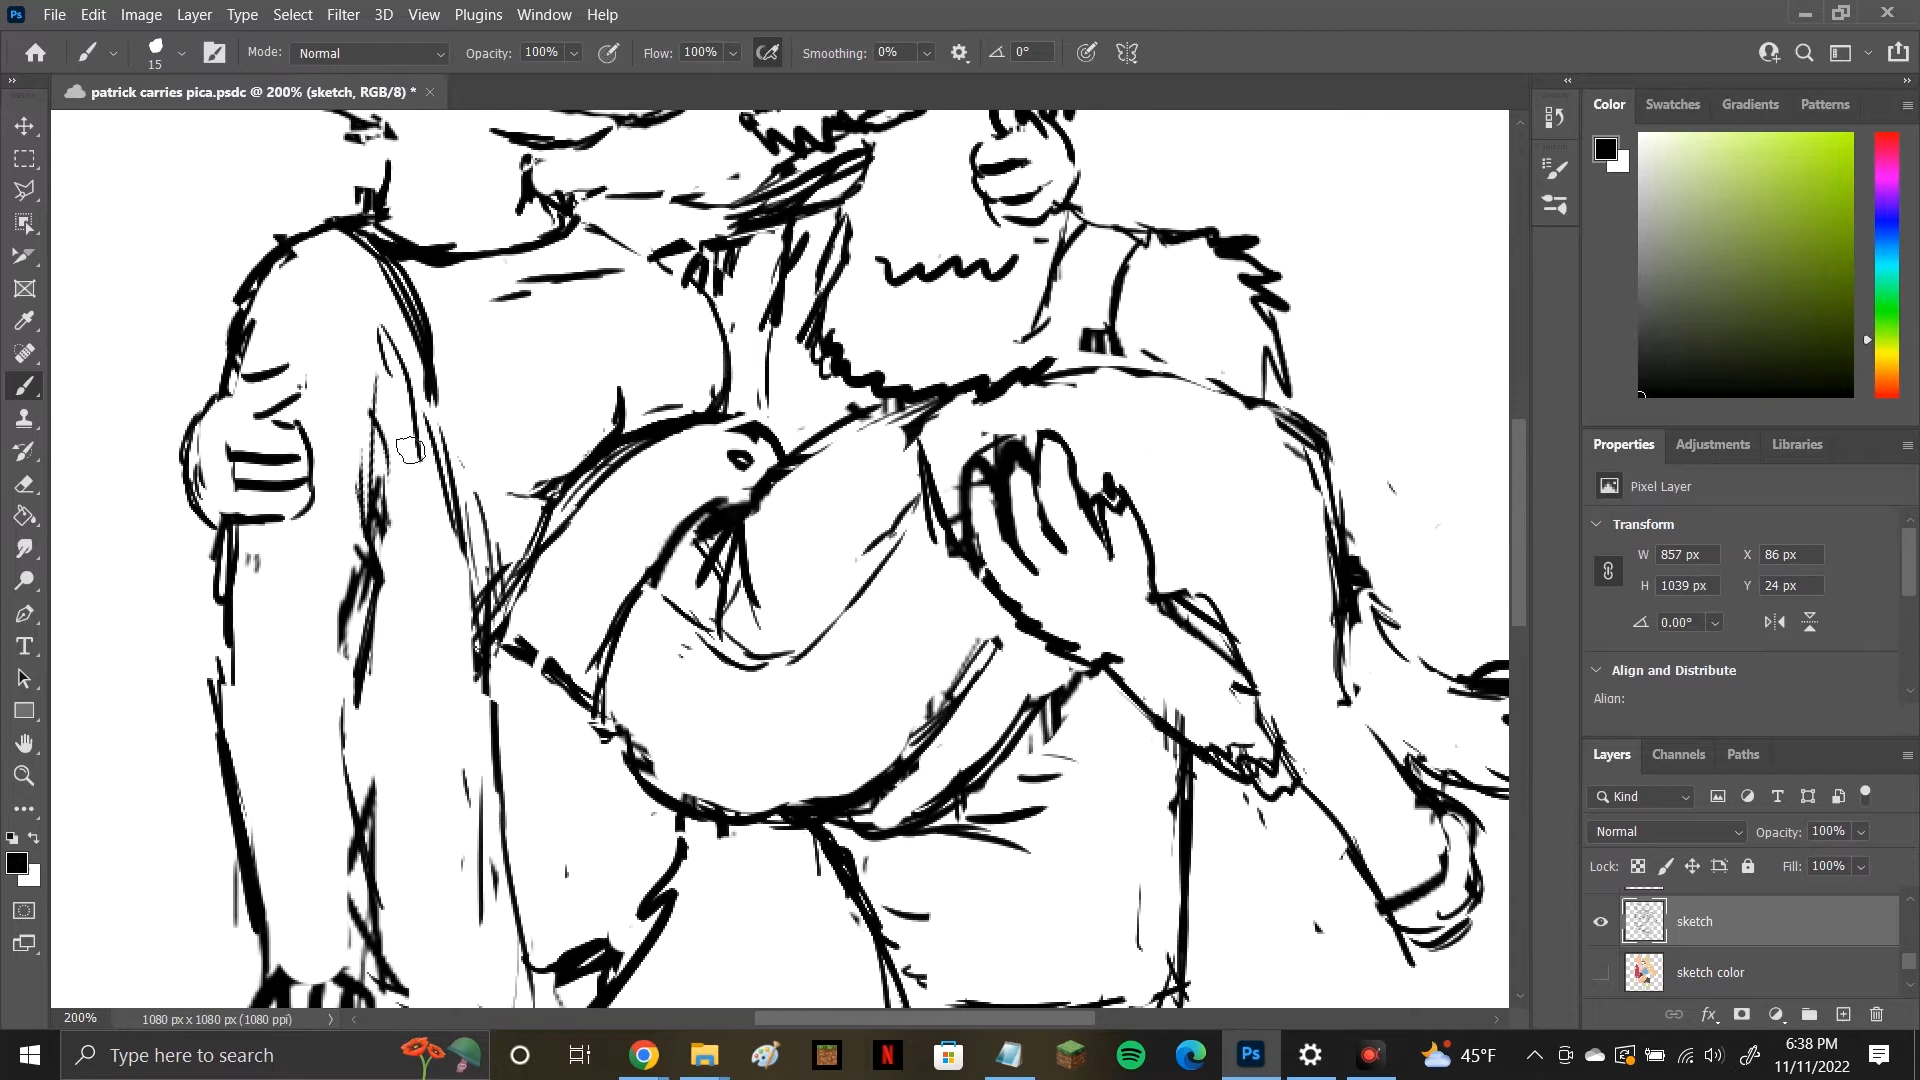 Ps File Edit Image Layer Type Select Filter 3D View Plugins Window Help
15 Mode: Normal Opacity: 100% Flow: 100% Smoothing: 0% 0°
patrick carries pica.psdc @ 200% (sketch, RGB/8) *
Color Swatches Gradients Patterns
Properties Adjustments Libraries
Pixel Layer
Transform
W 857 px X 86 px
H 1039 px Y 24 px
0.00°
Align and Distribute
Align:
Layers Channels Paths
Kind
Normal Opacity: 100%
Lock: Fill: 100%
sketch
sketch color
200% 1080 px x 1080 px (1080 ppi)
Type here to search
N
Ps
45°F
6:38 PM
11/11/2022